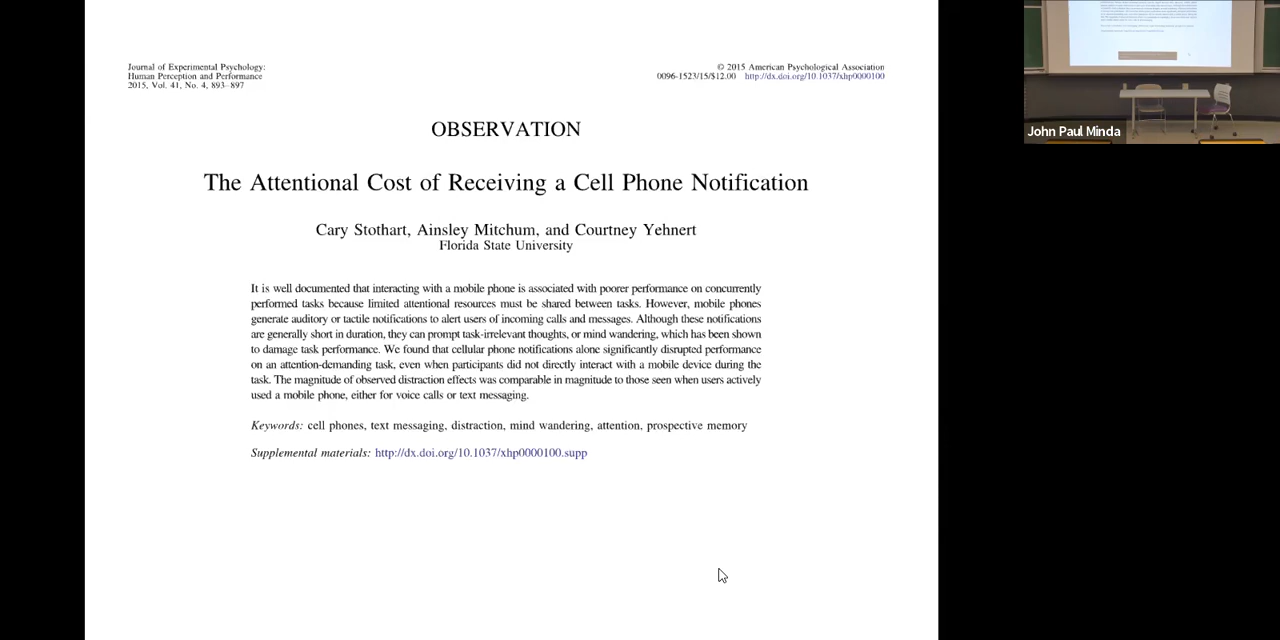 Journal of Experimental Psychology:
Human Perception and Performance
2015, Vol. 41, No. 4, 893–897
© 2015 American Psychological Association
0096-1523/15/$12.00 http://dx.doi.org/10.1037/xhp0000100
OBSERVATION
The Attentional Cost of Receiving a Cell Phone Notification
Cary Stothart, Ainsley Mitchum, and Courtney Yehnert
Florida State University
It is well documented that interacting with a mobile phone is associated with poorer performance on concurrently
performed tasks because limited attentional resources must be shared between tasks. However, mobile phones
generate auditory or tactile notifications to alert users of incoming calls and messages. Although these notifications
are generally short in duration, they can prompt task-irrelevant thoughts, or mind wandering, which has been shown
to damage task performance. We found that cellular phone notifications alone significantly disrupted performance
on an attention-demanding task, even when participants did not directly interact with a mobile device during the
task. The magnitude of observed distraction effects was comparable in magnitude to those seen when users actively
used a mobile phone, either for voice calls or text messaging.
Keywords: cell phones, text messaging, distraction, mind wandering, attention, prospective memory
Supplemental materials: http://dx.doi.org/10.1037/xhp0000100.supp
John Paul Minda